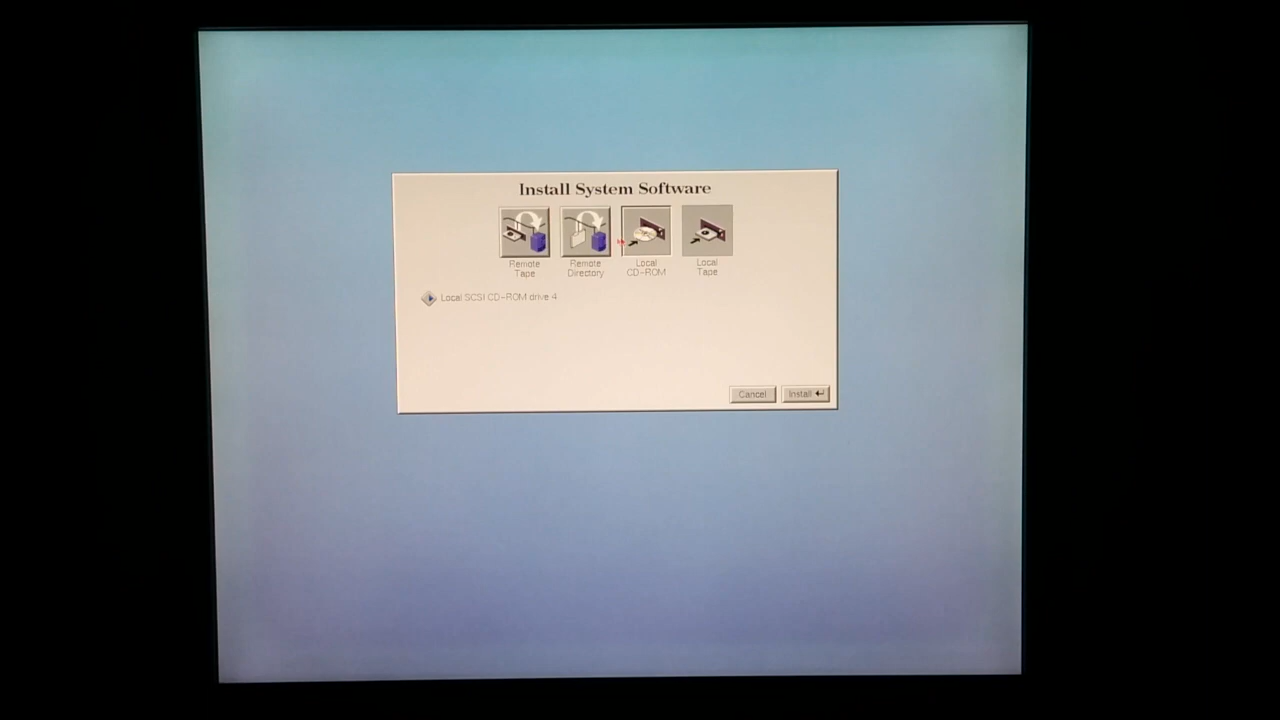 Install System Software
Remote
Tape
Remote
Directory
Local
CD-ROM
Local
Tape
Local SCSI CD-ROM drive 4
Cancel
Install